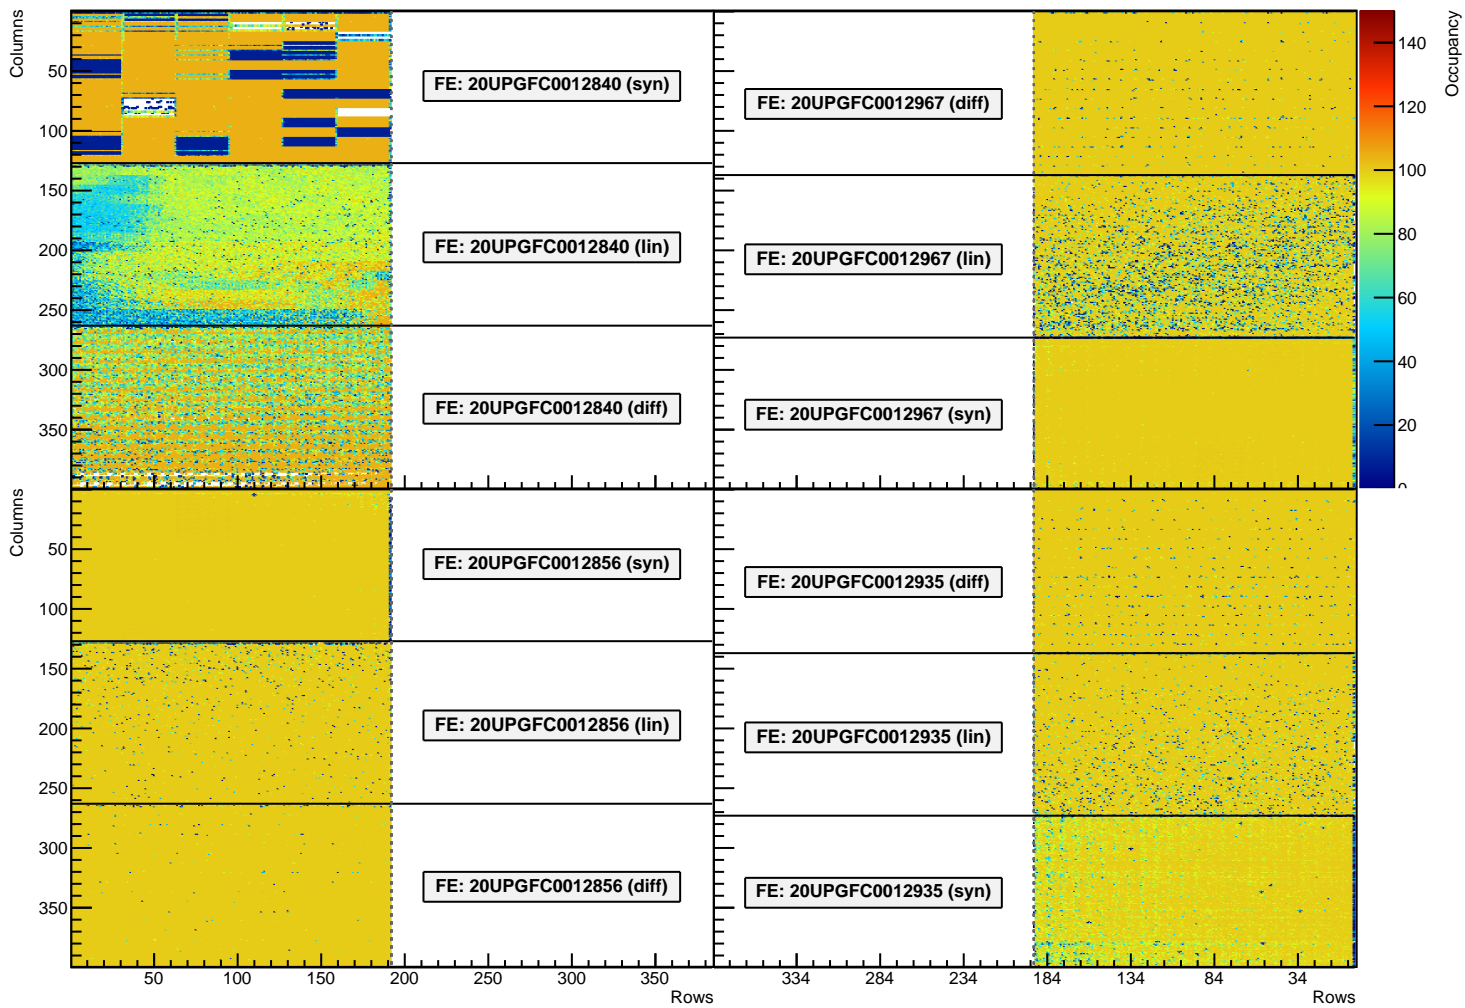 Columns
50
100
150
200
250
300
350
FE: 20UPGFC0012840 (syn)
FE: 20UPGFC0012840 (lin)
FE: 20UPGFC0012840 (diff)
FE: 20UPGFC0012967 (diff)
FE: 20UPGFC0012967 (lin)
FE: 20UPGFC0012967 (syn)
Occupancy
140
120
100
80
60
40
20
0
Columns
50
100
150
200
250
300
350
FE: 20UPGFC0012856 (syn)
FE: 20UPGFC0012856 (lin)
FE: 20UPGFC0012856 (diff)
FE: 20UPGFC0012935 (diff)
FE: 20UPGFC0012935 (lin)
FE: 20UPGFC0012935 (syn)
50 100 150 200 250 300 350
Rows
334 284 234 184 134 84 34
Rows